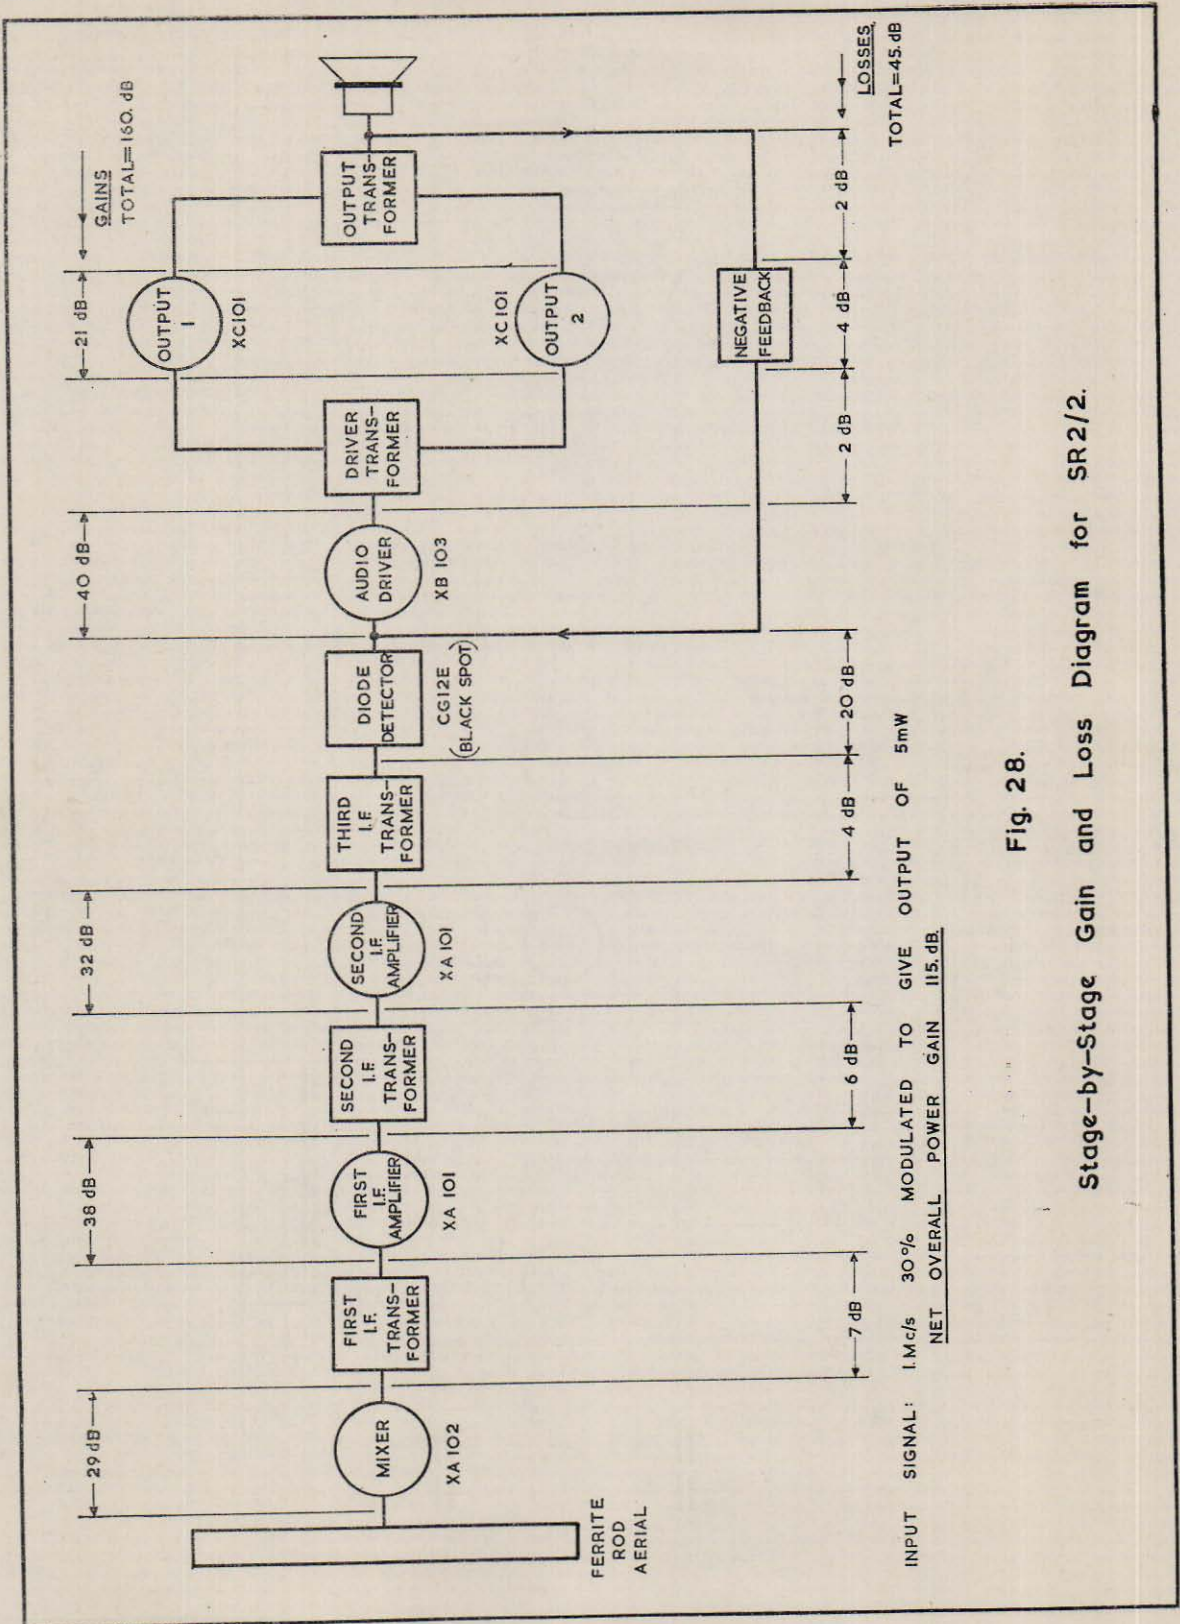 GAINS
TOTAL=160. dB
29dB
38 dB
32 dB
40 dB
21 dB
FERRITE
ROD
AERIAL
MIXER
XA 102
FIRST
I.F.
TRANS-
FORMER
FIRST
I.F.
AMPLIFIER
XA 101
SECOND
I.F.
TRANS-
FORMER
SECOND
I.F.
AMPLIFIER
XA 101
THIRD
I.F.
TRANS-
FORMER
DIODE
DETECTOR
CG12E
(BLACK SPOT)
AUDIO
DRIVER
XB 103
DRIVER
TRANS-
FORMER
OUTPUT
1
XC101
OUTPUT
2
XC101
OUTPUT
TRANS-
FORMER
NEGATIVE
FEEDBACK
7 dB
6 dB
4 dB
20 dB
2 dB
4 dB
2 dB
LOSSES
TOTAL=45.dB
INPUT SIGNAL: 1.Mc/s 30% MODULATED TO GIVE OUTPUT OF 5mW
NET OVERALL POWER GAIN 115.dB.
Fig. 28.
Stage-by-Stage Gain and Loss Diagram for SR2/2.